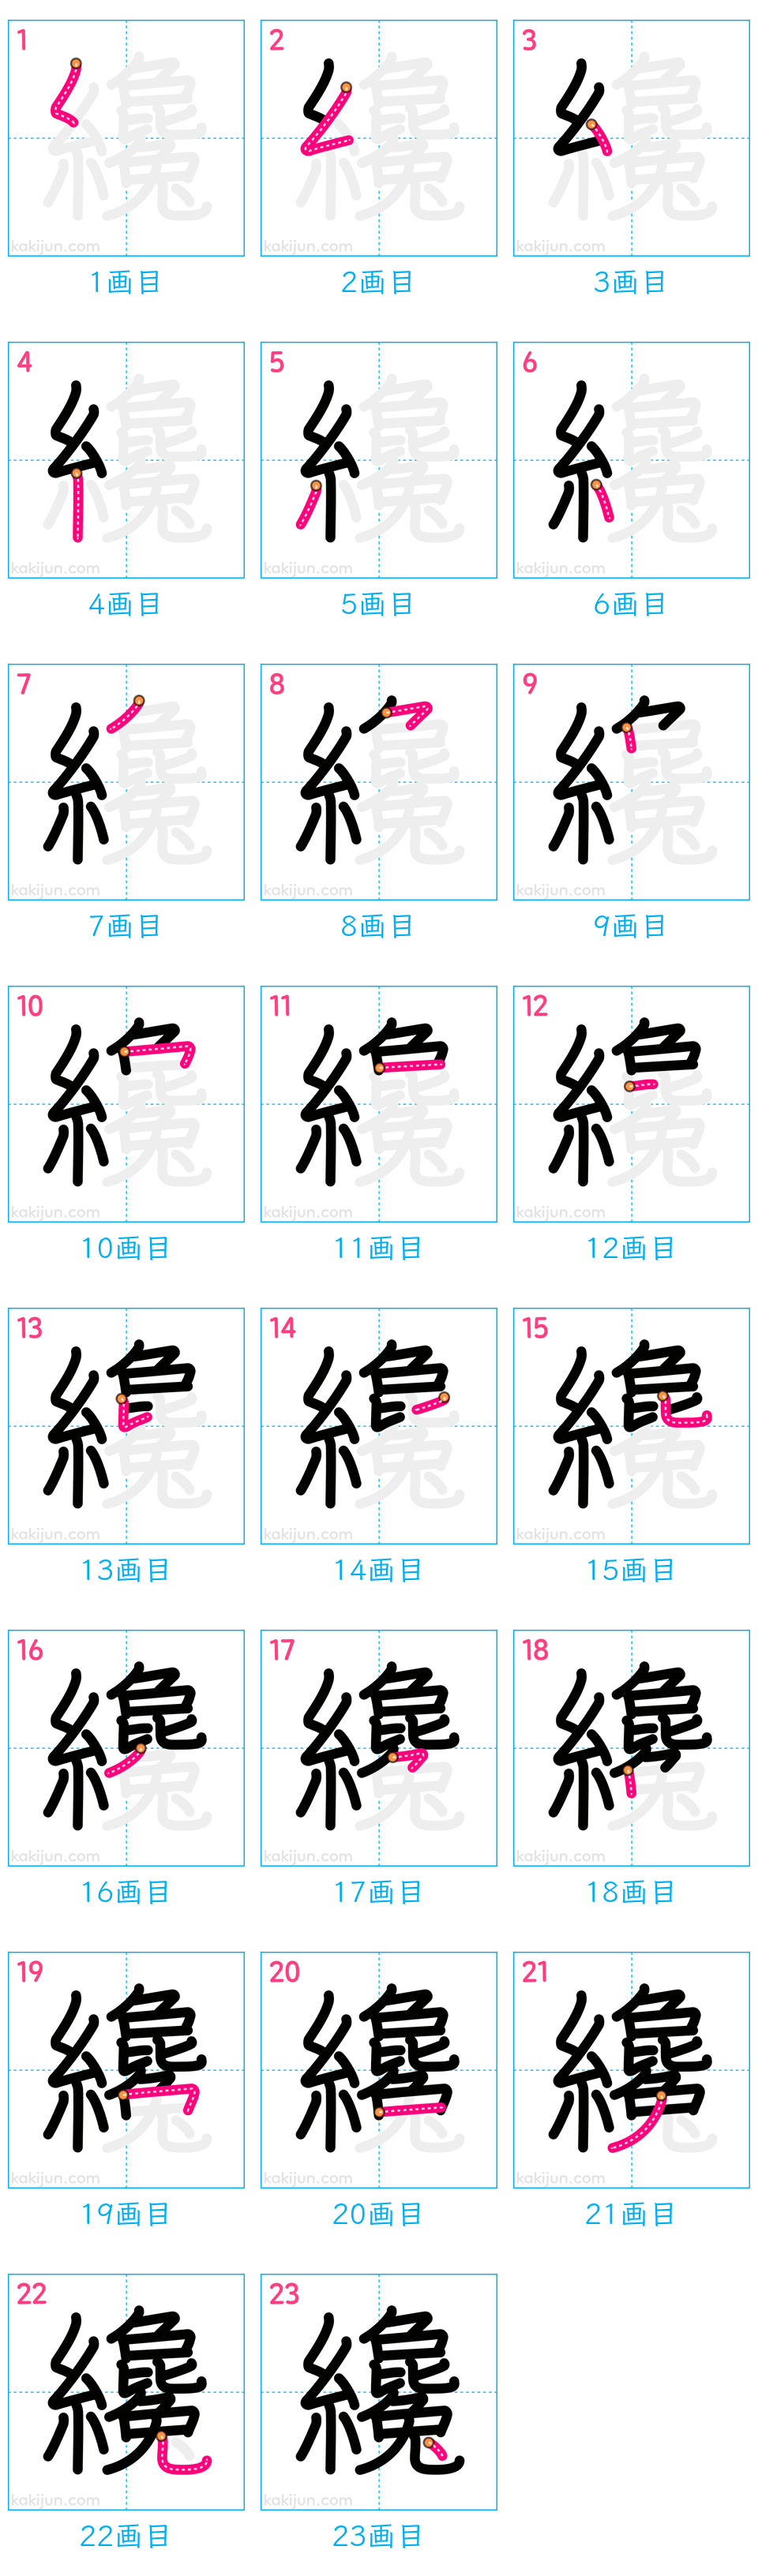 1 2 3
kakijun.com kakijun.com kakijun.com
1画目 2画目 3画目
4 5 6
kakijun.com kakijun.com kakijun.com
4画目 5画目 6画目
7 8 9
kakijun.com kakijun.com kakijun.com
7画目 8画目 9画目
10 11 12
kakijun.com kakijun.com kakijun.com
10画目 11画目 12画目
13 14 15
kakijun.com kakijun.com kakijun.com
13画目 14画目 15画目
16 17 18
kakijun.com kakijun.com kakijun.com
16画目 17画目 18画目
19 20 21
kakijun.com kakijun.com kakijun.com
19画目 20画目 21画目
22 23
纔 纔
kakijun.com kakijun.com
22画目 23画目